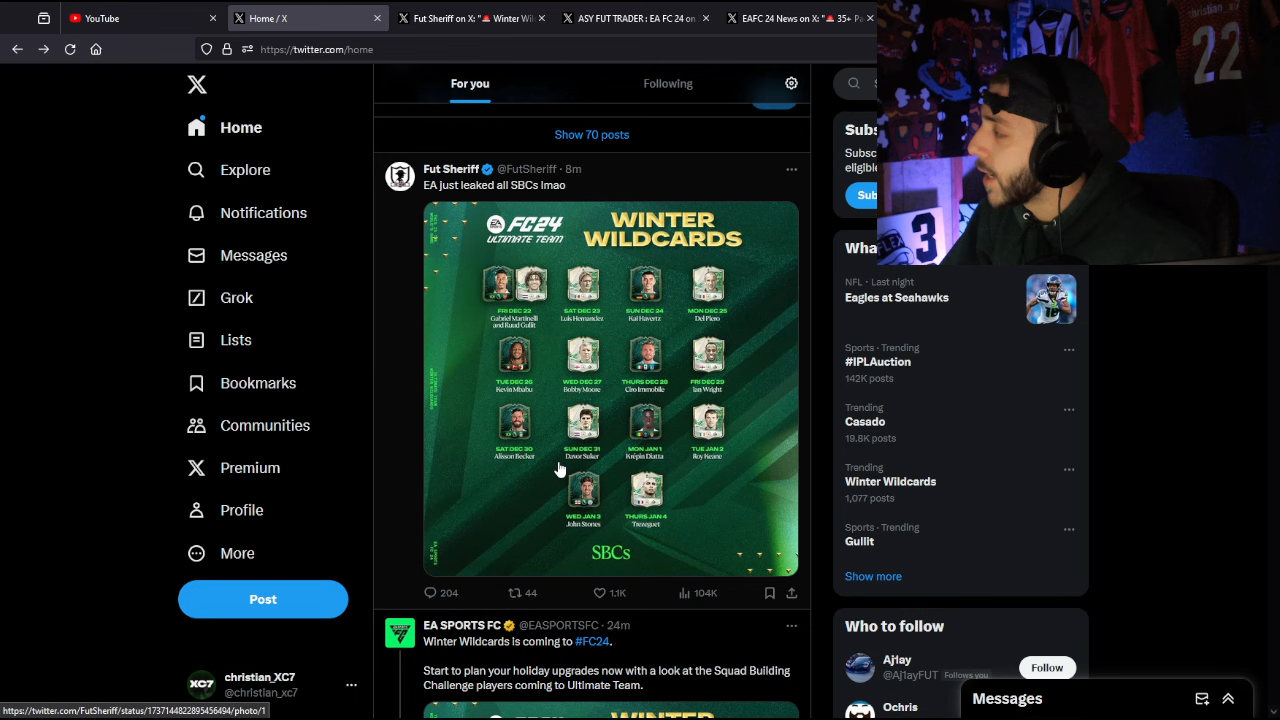 YouTube
Home / X
Fut Sheriff on X: "🚨 Winter Wil
ASY FUT TRADER : EA FC 24 on
EAFC 24 News on X: "🚨 35+ Pa
https://twitter.com/home
For you
Following
Home
Explore
Notifications
Messages
Grok
Lists
Bookmarks
Communities
Premium
Profile
More
Post
christian_XC7
@christian_xc7
XC7
Show 70 posts
Fut Sheriff @FutSheriff · 8m
EA just leaked all SBCs lmao
EA SPORTS FC24
ULTIMATE TEAM
WINTER
WILDCARDS
FRI DEC 22
Gabriel Martinelli
and Ruud Gullit
SAT DEC 23
Luis Hernandez
SUN DEC 24
Kai Havertz
MON DEC 25
Del Piero
TUE DEC 26
Kevin Mbabu
WED DEC 27
Bobby Moore
THURS DEC 28
Ciro Immobile
FRI DEC 29
Ian Wright
SAT DEC 30
Alisson Becker
SUN DEC 31
Davor Suker
MON JAN 1
Krépin Diatta
TUE JAN 2
Roy Keane
WED JAN 3
John Stones
THURS JAN 4
Trezeguet
SBCs
204
44
1.1K
104K
EA SPORTS FC @EASPORTSFC · 24m
Winter Wildcards is coming to #FC24.
Start to plan your holiday upgrades now with a look at the Squad Building
Challenge players coming to Ultimate Team.
Subs
Subsc
eligible
Sub
Wha
NFL · Last night
Eagles at Seahawks
Sports · Trending
#IPLAuction
142K posts
Trending
Casado
19.8K posts
Trending
Winter Wildcards
1,077 posts
Sports · Trending
Gullit
Show more
Who to follow
Aj1ay
@Aj1ayFUT Follows you
Follow
Ochris
Messages
22
3
https://twitter.com/FutSheriff/status/1737144822895456494/photo/1